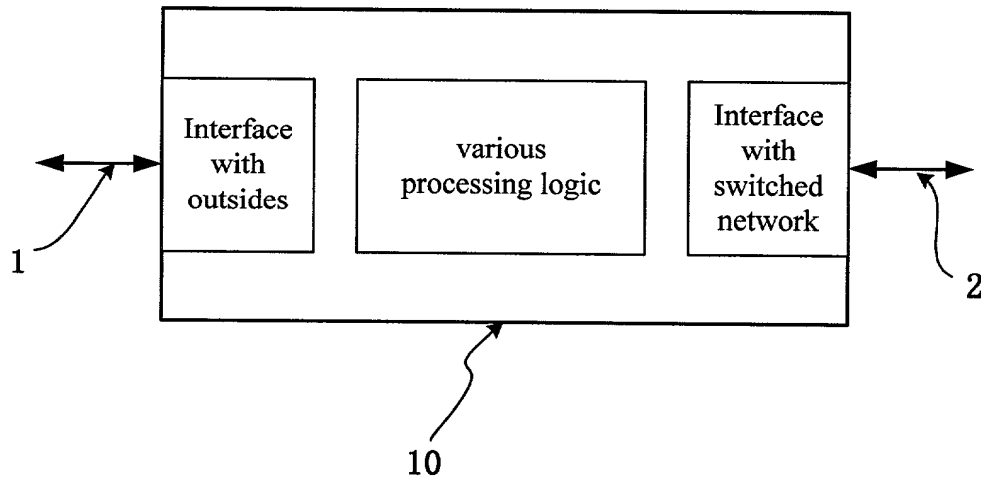 Interface
with
outsides
various
processing logic
Interface
with
switched
network
1
2
10